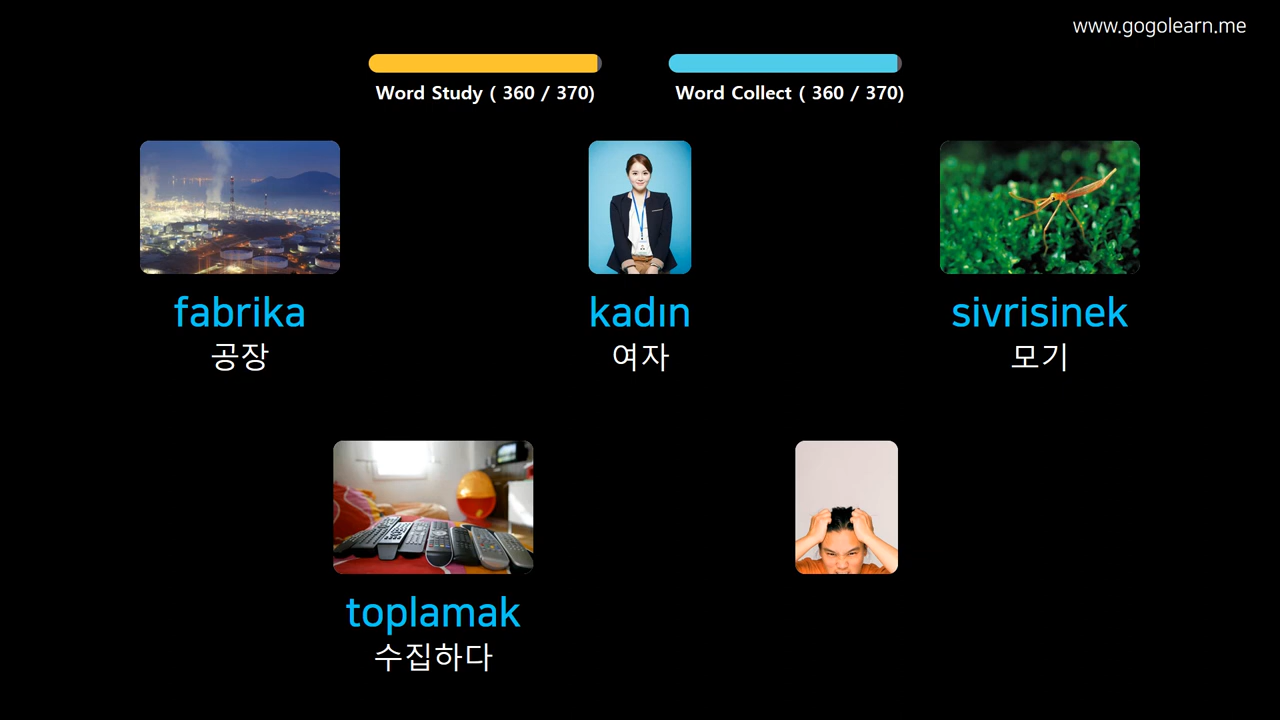 www.gogolearn.me
Word Study ( 360 / 370)
Word Collect ( 360 / 370)
fabrika
공장
kadın
여자
sivrisinek
모기
toplamak
수집하다